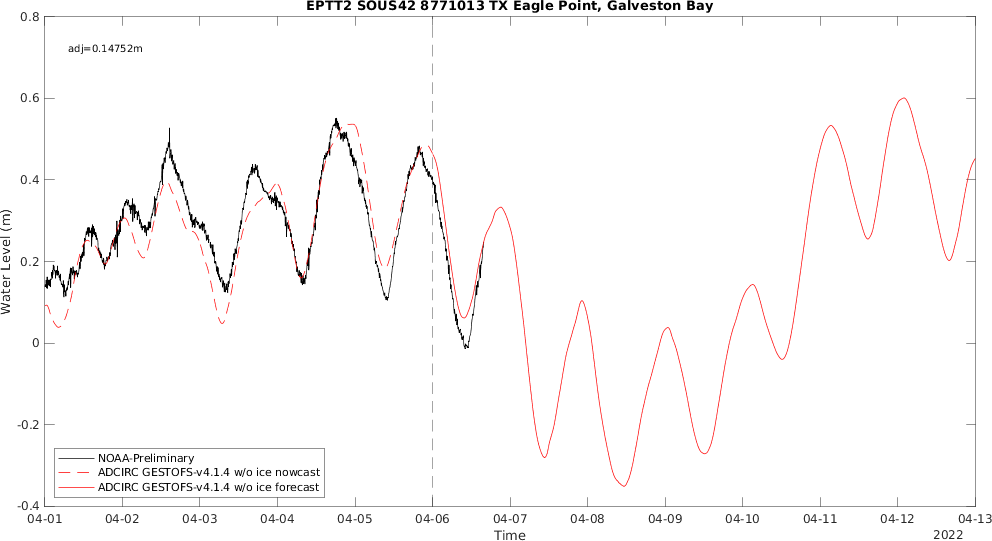 EPTT2 SOUS42 8771013 TX Eagle Point, Galveston Bay
0.8
adj=0.14752m
0.6
0.4
0.2
0
-0.2
-0.4
Water Level (m)
NOAA-Preliminary
ADCIRC GESTOFS-v4.1.4 w/o ice nowcast
ADCIRC GESTOFS-v4.1.4 w/o ice forecast
04-01 04-02 04-03 04-04 04-05 04-06 04-07 04-08 04-09 04-10 04-11 04-12 04-13
Time
2022